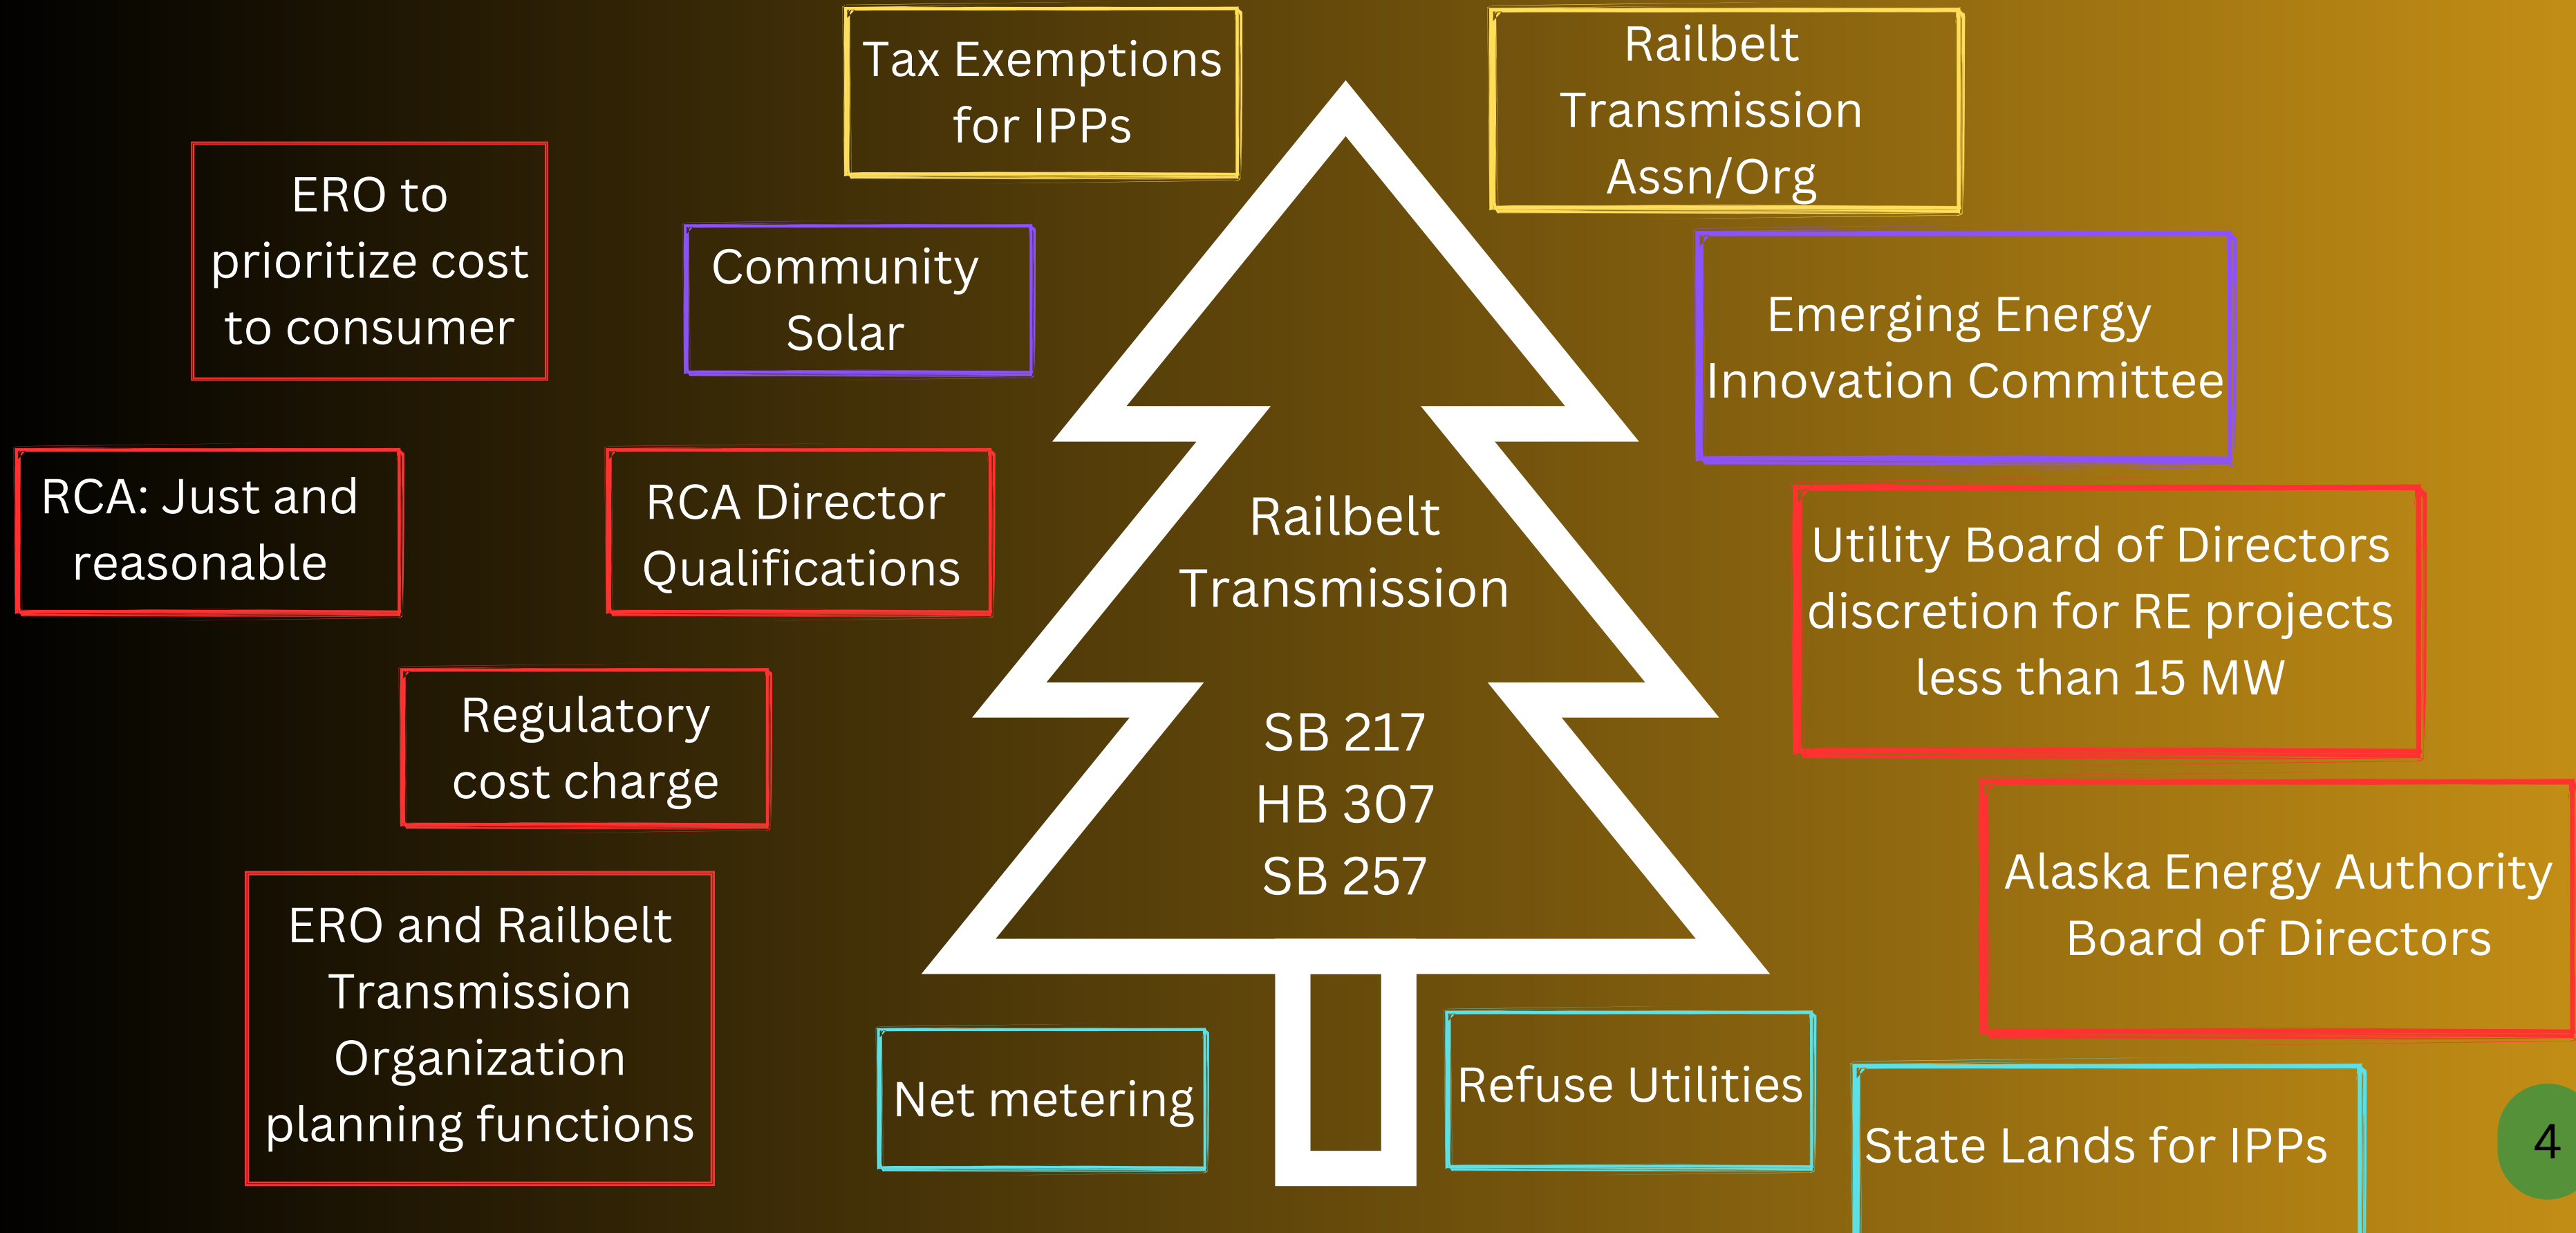 Tax Exemptions
for IPPs
Railbelt
Transmission
Assn/Org
ERO to
prioritize cost
to consumer
Community
Solar
Emerging Energy
Innovation Committee
RCA: Just and
reasonable
RCA Director
Qualifications
Railbelt
Transmission
SB 217
HB 307
SB 257
Utility Board of Directors
discretion for RE projects
less than 15 MW
Regulatory
cost charge
Alaska Energy Authority
Board of Directors
ERO and Railbelt
Transmission
Organization
planning functions
Net metering
Refuse Utilities
State Lands for IPPs
4